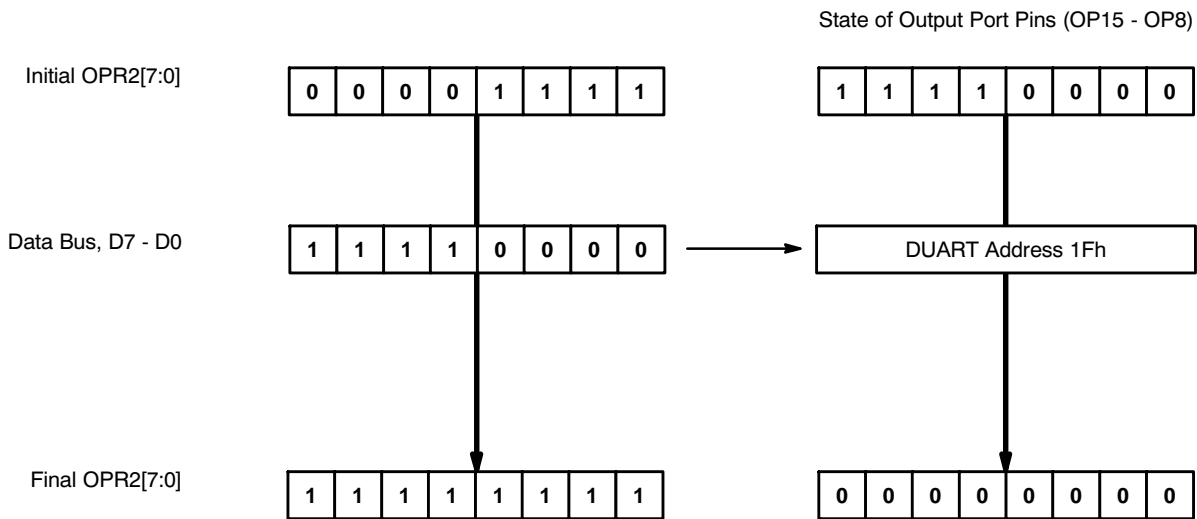 State of Output Port Pins (OP15 - OP8)
Initial OPR2[7:0] 0 0 0 0 1 1 1 1 1 1 1 1 0 0 0 0
Data Bus, D7 - D0 1 1 1 1 0 0 0 0 DUART Address 1Fh
Final OPR2[7:0] 1 1 1 1 1 1 1 1 0 0 0 0 0 0 0 0